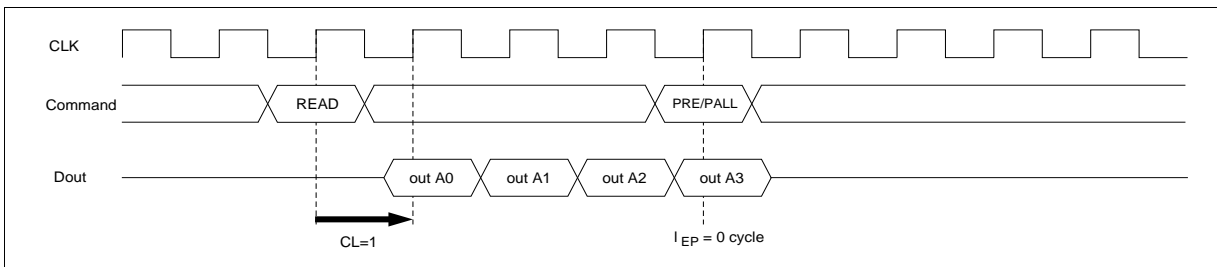 CLK
Command READ PRE/PALL
Dout out A0 out A1 out A2 out A3
CL=1 I EP = 0 cycle